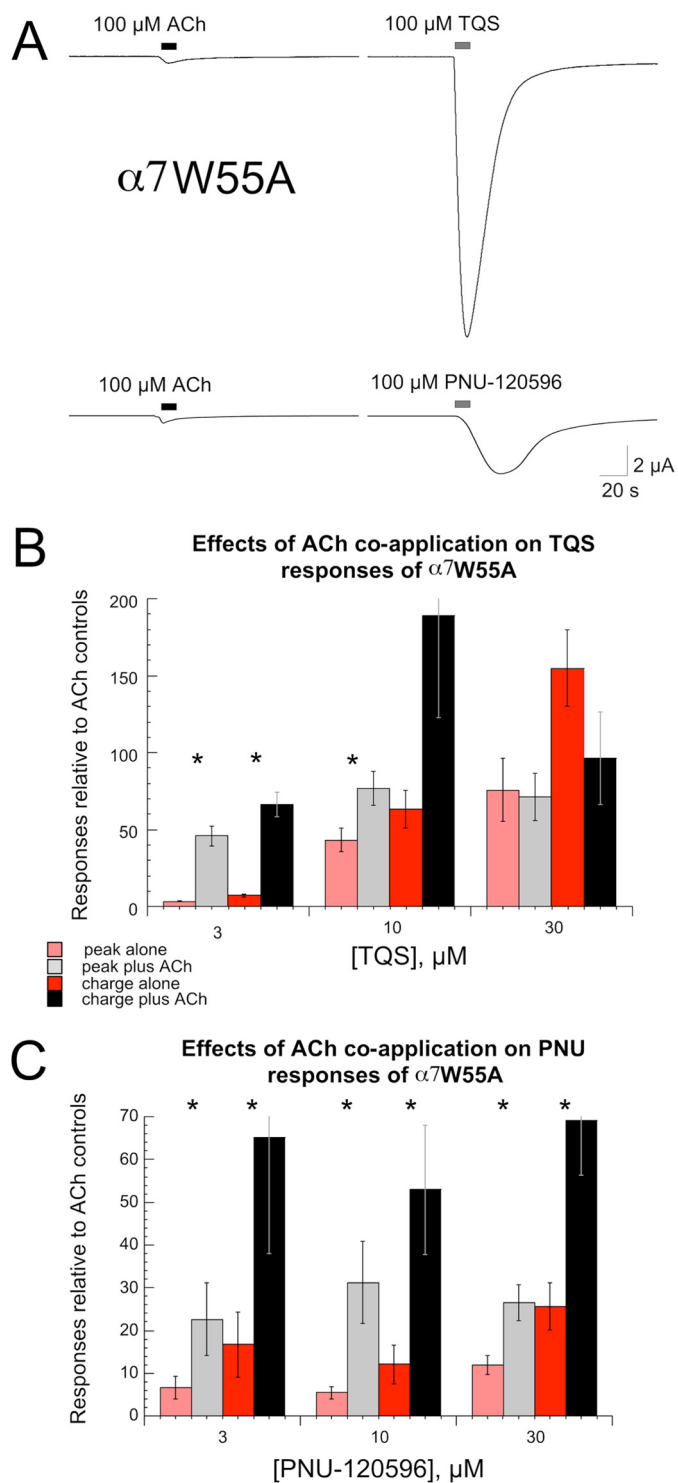 A
100 µM ACh
100 µM TQS
α7W55A
100 µM ACh
100 µM PNU-120596
2 µA
20 s
B
Effects of ACh co-application on TQS
responses of α7W55A
Responses relative to ACh controls
200
150
100
50
0
* * *
3 10 30
[TQS], µM
peak alone
peak plus ACh
charge alone
charge plus ACh
C
Effects of ACh co-application on PNU
responses of α7W55A
Responses relative to ACh controls
70
60
50
40
30
20
10
0
* * * * * *
3 10 30
[PNU-120596], µM